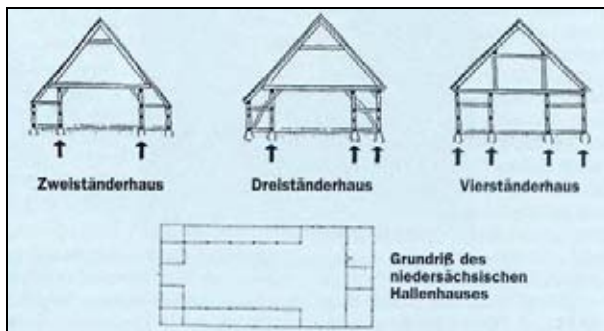 Zweiständerhaus
Dreiständerhaus
Vierständerhaus
Grundriß des
niedersächsischen
Hallenhauses